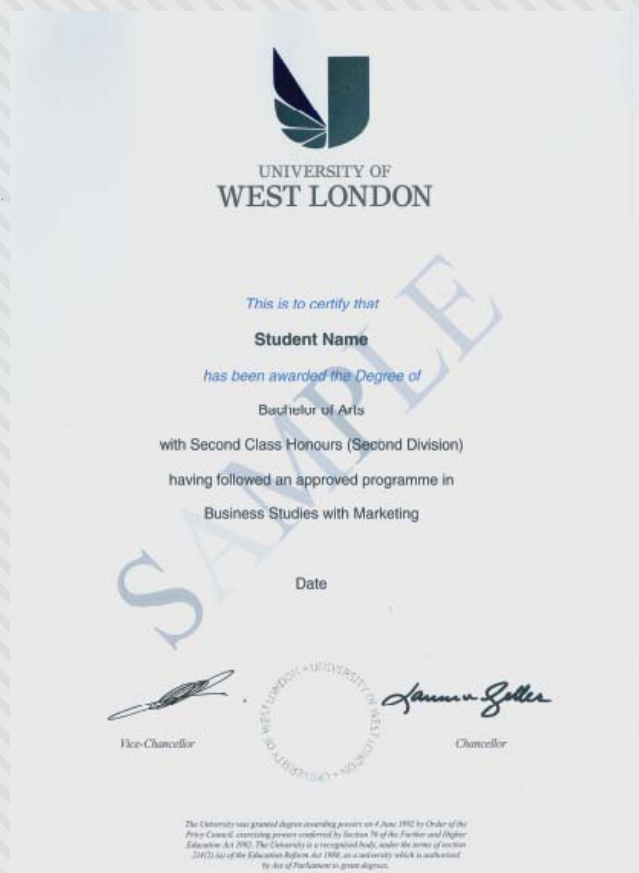 UNIVERSITY OF
WEST LONDON
This is to certify that
Student Name
has been awarded the Degree of
Bachelor of Arts
with Second Class Honours (Second Division)
having followed an approved programme in
Business Studies with Marketing
SAMPLE
Date
UNIVERSITY OF WEST LONDON • UNIVERSITY OF WEST LONDON •
Vice-Chancellor
Chancellor
The University was granted degree awarding powers on 4 June 1992 by Order of the
Privy Council, exercising powers conferred by Section 76 of the Further and Higher
Education Act 1992. The University is a recognised body, under the terms of section
214(2) (a) of the Education Reform Act 1988, as a university which is authorised
by Act of Parliament to grant degrees.